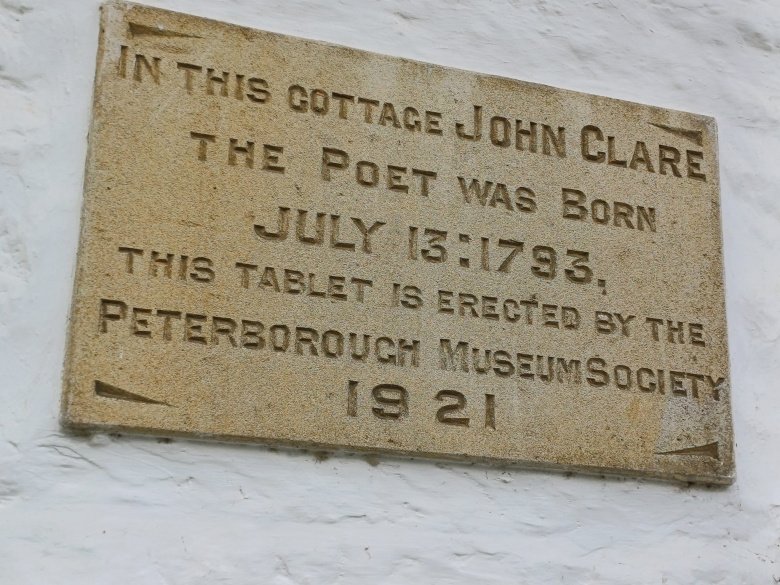 IN THIS COTTAGE JOHN CLARE
THE POET WAS BORN
JULY 13: 1793,
THIS TABLET IS ERECTED BY THE
PETERBOROUGH MUSEUM SOCIETY
1921